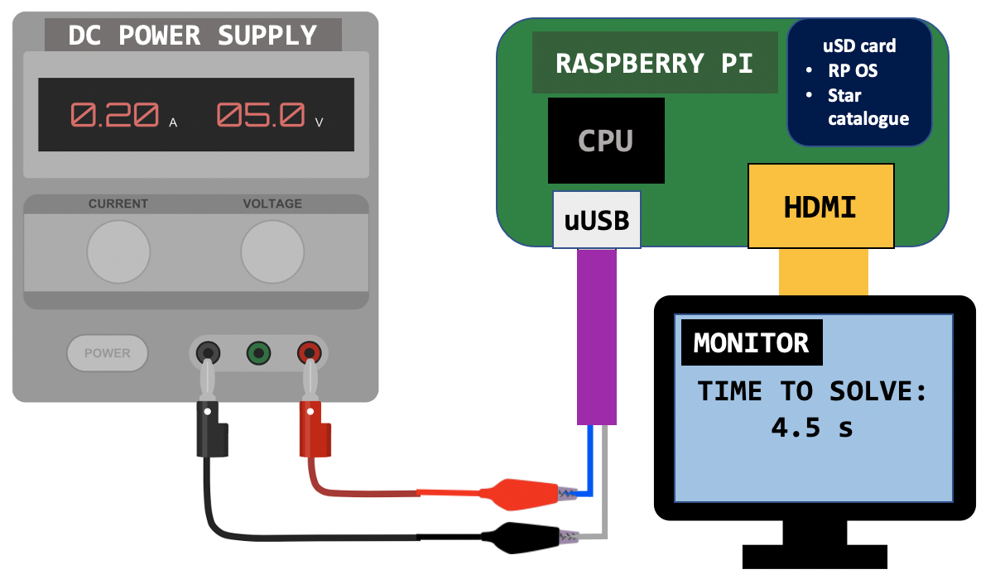 DC POWER SUPPLY
0.20 A 05.0 V
CURRENT VOLTAGE
POWER
RASPBERRY PI
uSD card
• RP OS
• Star
catalogue
CPU
uUSB
HDMI
MONITOR
TIME TO SOLVE:
4.5 s